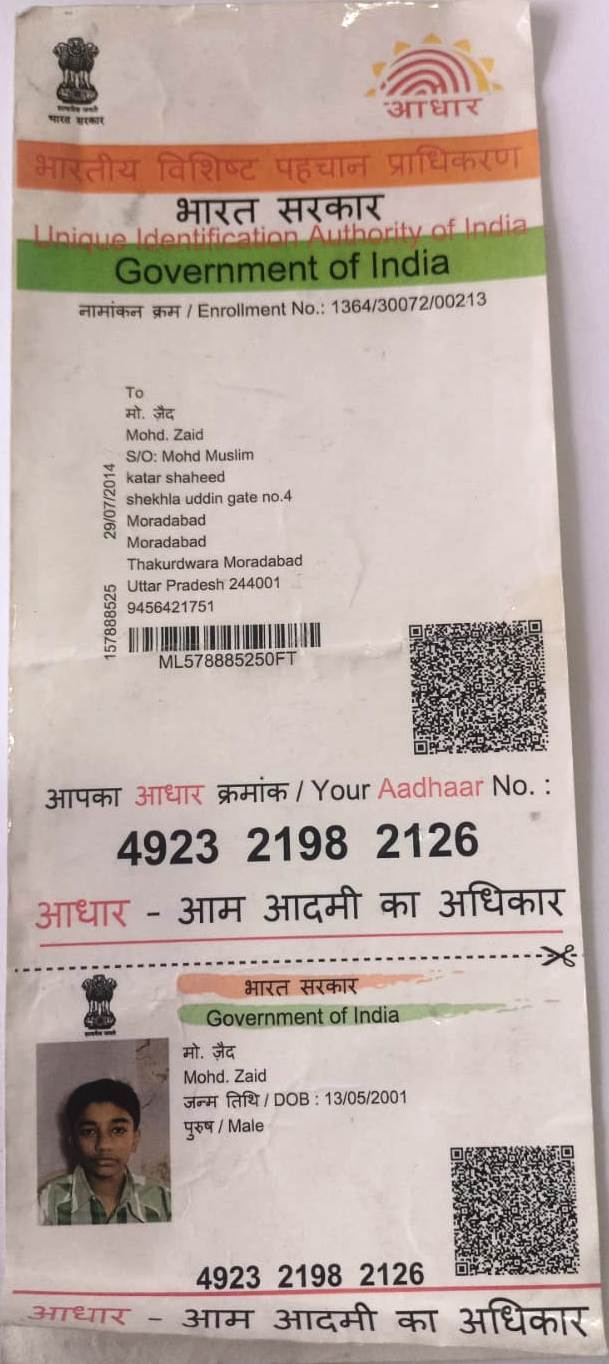 भारत सरकार
आधार
भारतीय विशिष्ट पहचान प्राधिकरण
भारत सरकार
Unique Identification Authority of India
Government of India
नामांकन क्रम / Enrollment No.: 1364/30072/00213
To
मो. ज़ैद
Mohd. Zaid
S/O: Mohd Muslim
katar shaheed
shekhla uddin gate no.4
Moradabad
Moradabad
Thakurdwara Moradabad
Uttar Pradesh 244001
9456421751
29/07/2014
157888525
ML578885250FT
आपका आधार क्रमांक / Your Aadhaar No. :
4923 2198 2126
आधार - आम आदमी का अधिकार
भारत सरकार
Government of India
मो. ज़ैद
Mohd. Zaid
जन्म तिथि / DOB : 13/05/2001
पुरुष / Male
4923 2198 2126
आधार - आम आदमी का अधिकार